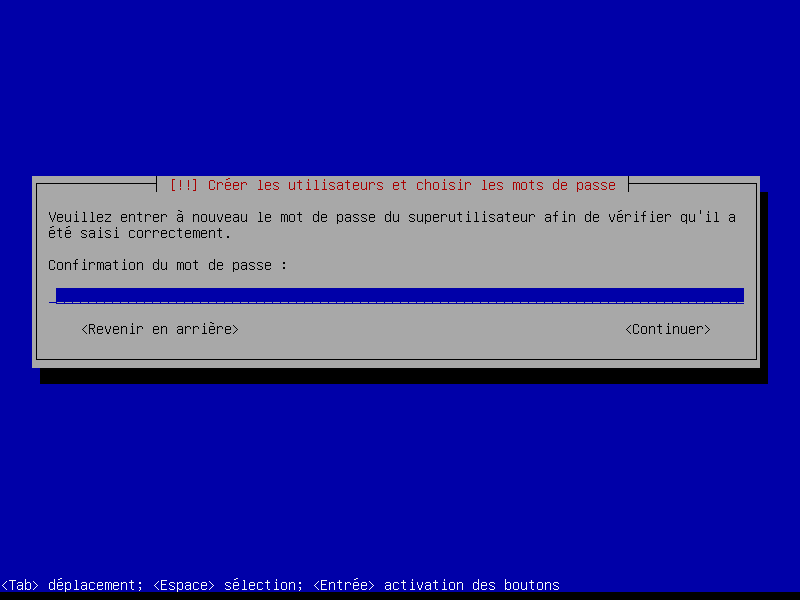 [!!] Créer les utilisateurs et choisir les mots de passe
Veuillez entrer à nouveau le mot de passe du superutilisateur afin de vérifier qu'il a
été saisi correctement.
Confirmation du mot de passe :
<Revenir en arrière> <Continuer>
<Tab> déplacement; <Espace> sélection; <Entrée> activation des boutons